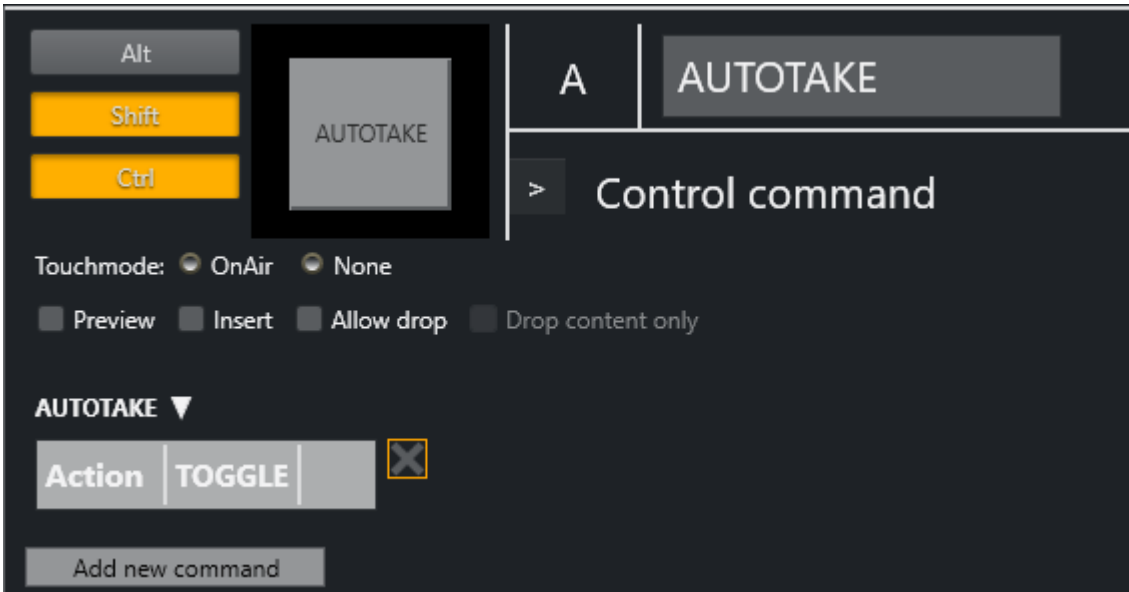 Alt
Shift
Ctrl
AUTOTAKE
A
AUTOTAKE
>
Control command
Touchmode: OnAir None
Preview Insert Allow drop Drop content only
AUTOTAKE ▼
Action TOGGLE
Add new command